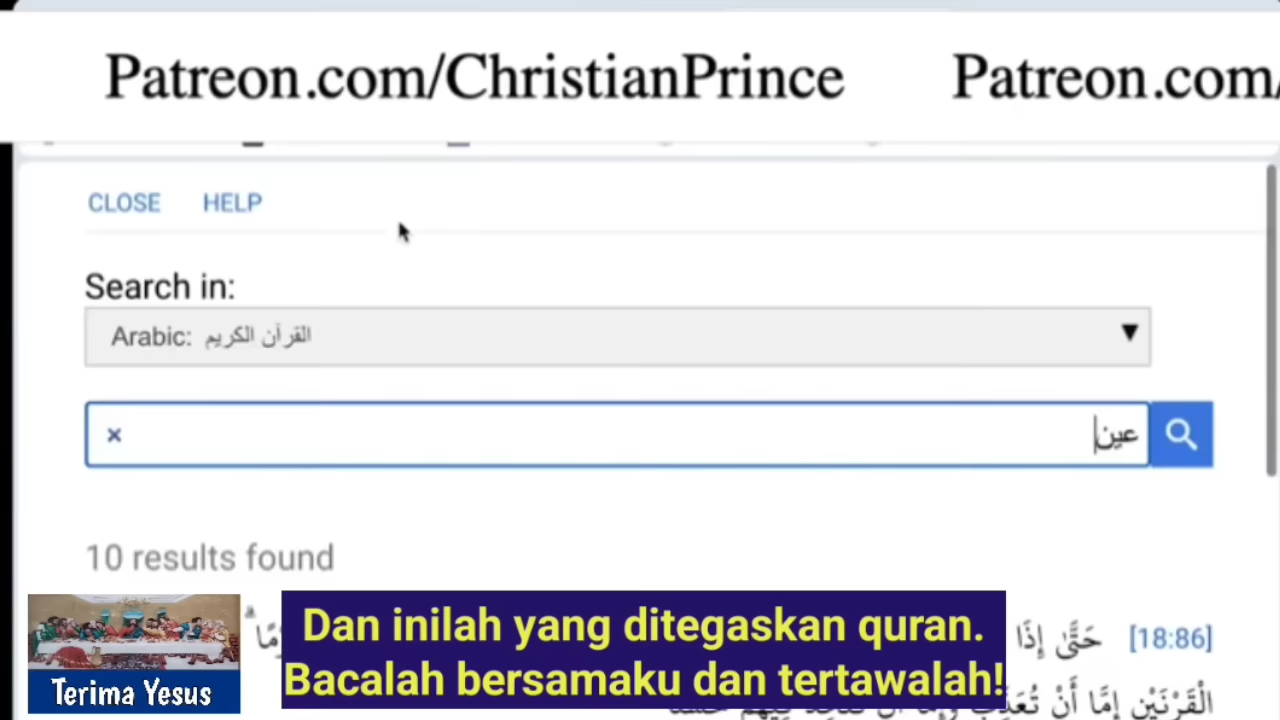 Patreon.com/ChristianPrince Patreon.com/
CLOSE HELP
Search in:
Arabic: القرآن الكريم
× عين
10 results found
[18:86] حَتَّىٰ إِذَا
الْقَرْنَيْنِ إِمَّا أَنْ تُعَذِّبَ
Dan inilah yang ditegaskan quran.
Bacalah bersamaku dan tertawalah!
Terima Yesus